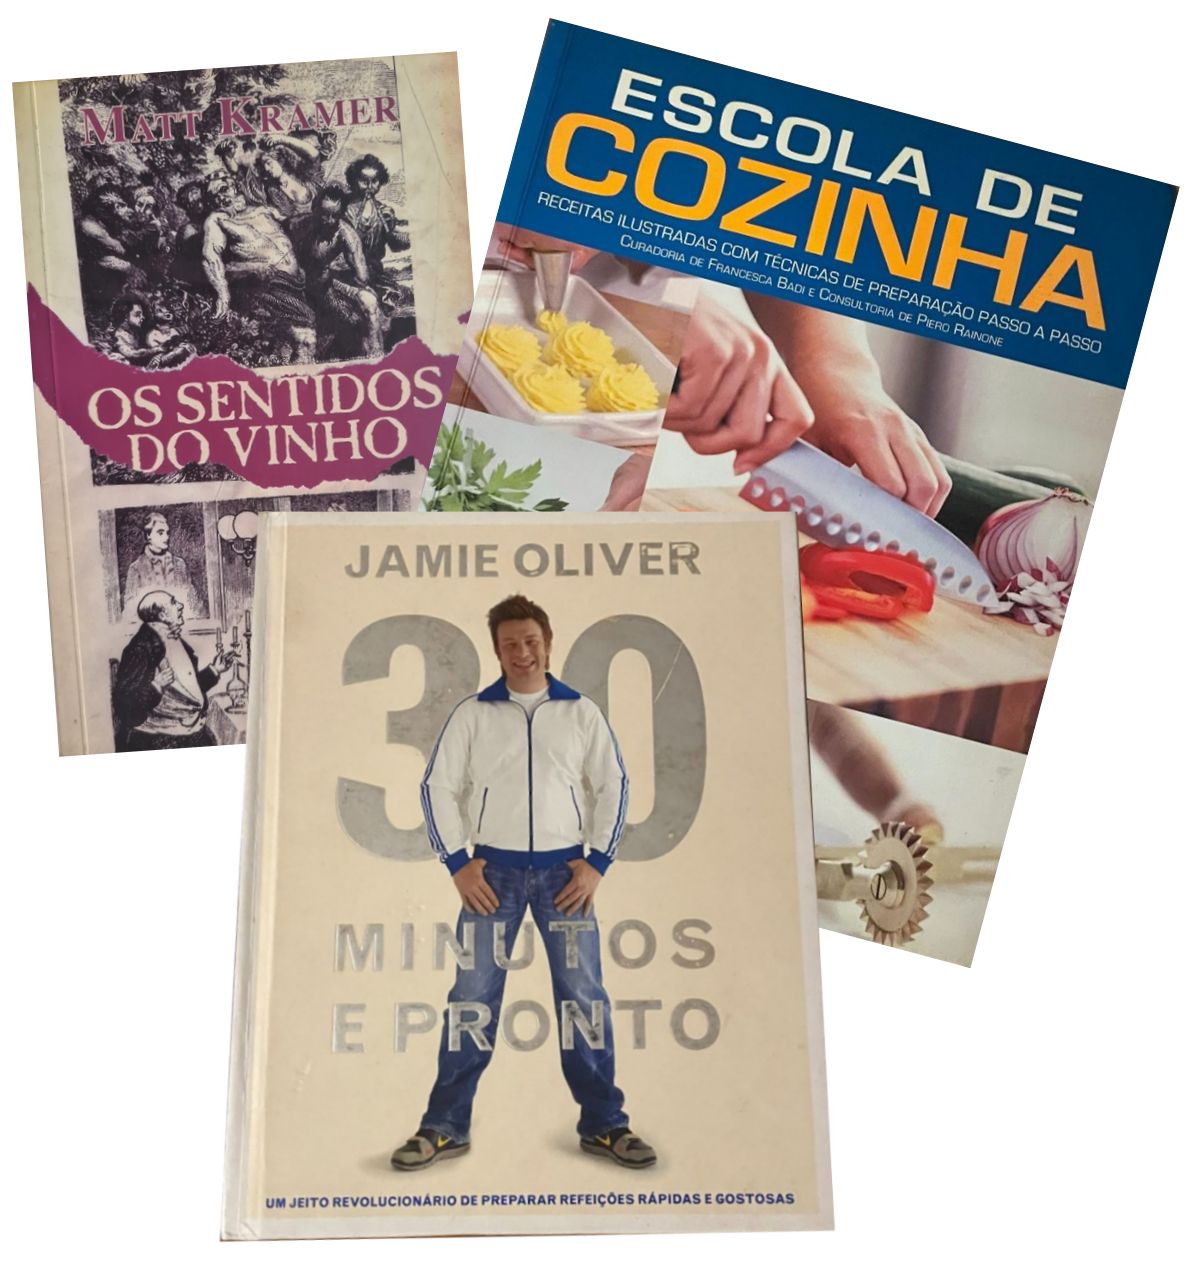 MATT KRAMER
OS SENTIDOS
DO VINHO
ESCOLA DE
COZINHA
RECEITAS ILUSTRADAS COM TÉCNICAS DE PREPARAÇÃO PASSO A PASSO
CURADORIA DE FRANCESCA BADI E CONSULTORIA DE PIERO RAINONE
JAMIE OLIVER
30
MINUTOS
E PRONTO
UM JEITO REVOLUCIONÁRIO DE PREPARAR REFEIÇÕES RÁPIDAS E GOSTOSAS